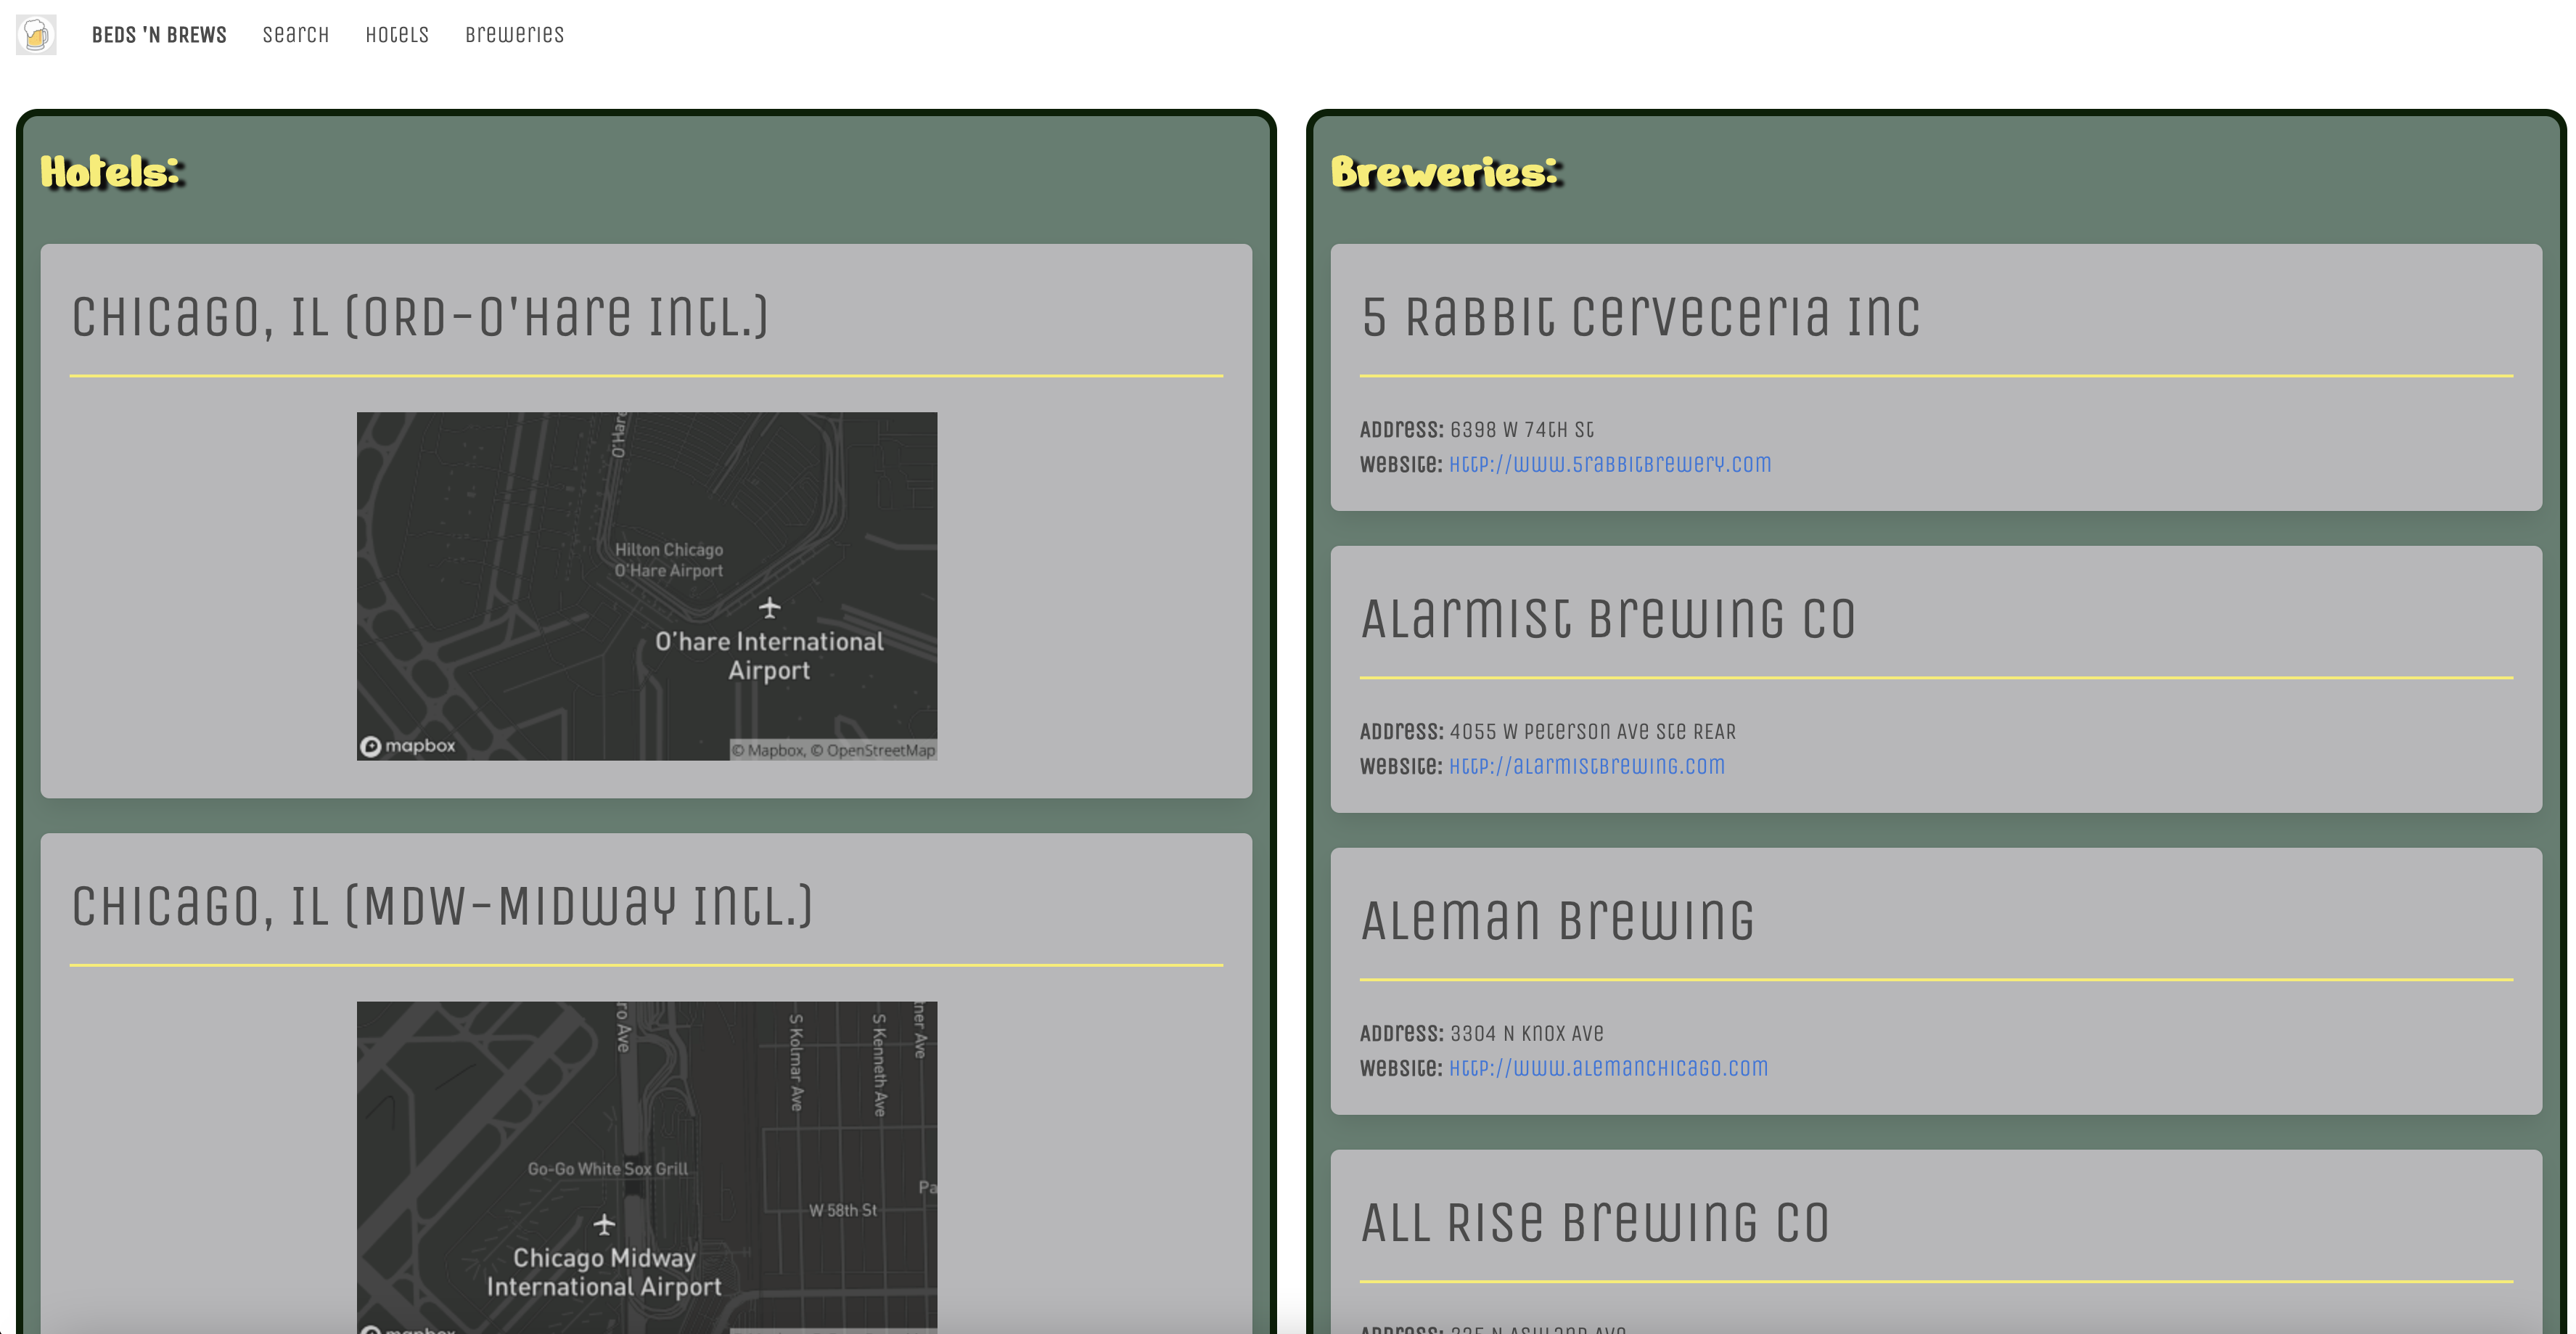 BEDS 'N BREWS Search Hotels Breweries
Hotels:
Chicago, IL (ORD-O'Hare Intl.)
O'Hare
Hilton Chicago
O'Hare Airport
O'hare International
Airport
mapbox
© Mapbox, © OpenStreetMap
Chicago, IL (MDW-Midway Intl.)
ro Ave
S Kolmar Ave
S Kenneth Ave
ner Ave
Go-Go White Sox Grill
Pa
W 58th St
Chicago Midway
International Airport
mapbox
Breweries:
5 Rabbit Cerveceria Inc
Address: 6398 W 74th St
Website: http://www.5rabbitbrewery.com
Alarmist Brewing Co
Address: 4055 W Peterson Ave Ste REAR
Website: http://alarmistbrewing.com
Aleman Brewing
Address: 3304 N Knox Ave
Website: http://www.alemanchicago.com
All Rise Brewing Co
Address: 235 N Ashland Ave